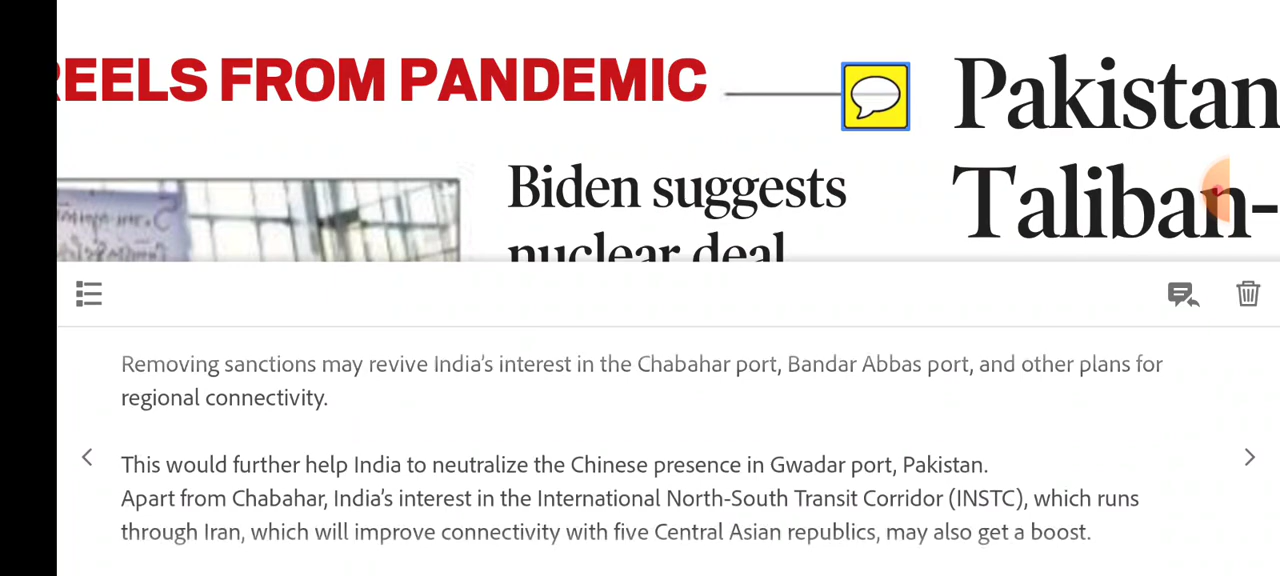 REELS FROM PANDEMIC
Biden suggests
nuclear deal
Pakistan
Taliban-
Removing sanctions may revive India's interest in the Chabahar port, Bandar Abbas port, and other plans for
regional connectivity.
This would further help India to neutralize the Chinese presence in Gwadar port, Pakistan.
Apart from Chabahar, India's interest in the International North-South Transit Corridor (INSTC), which runs
through Iran, which will improve connectivity with five Central Asian republics, may also get a boost.